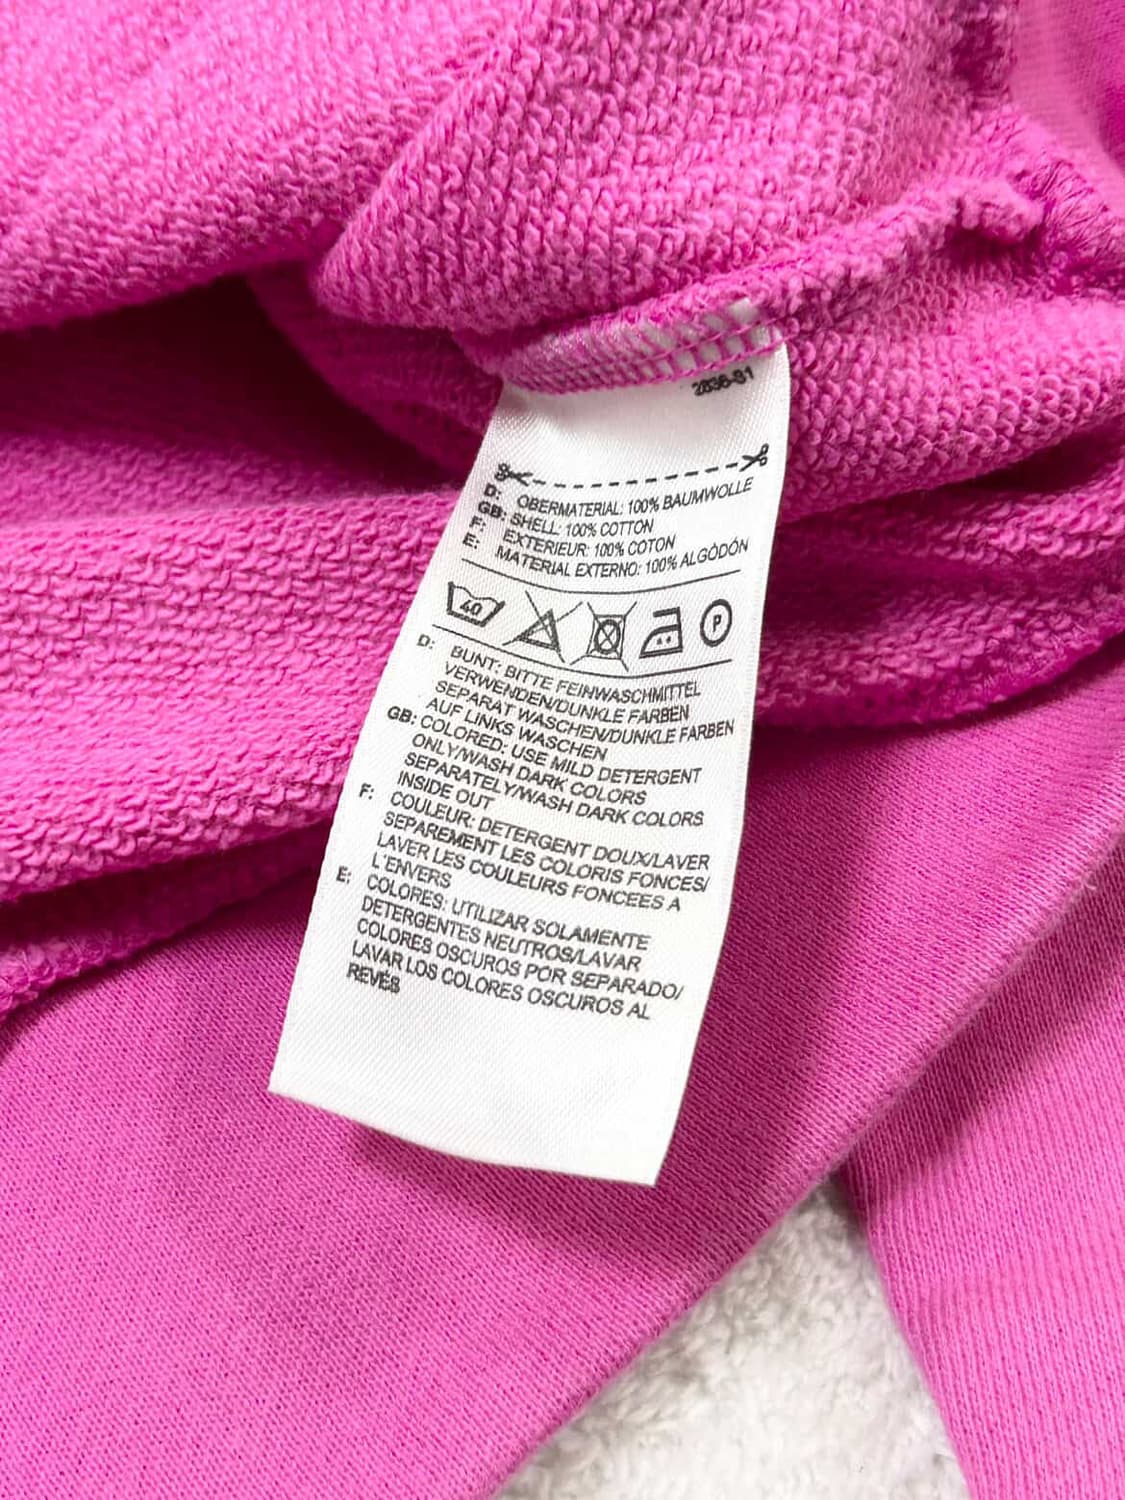 2836-S1
D: OBERMATERIAL: 100% BAUMWOLLE
GB: SHELL: 100% COTTON
F: EXTERIEUR: 100% COTON
E: MATERIAL EXTERNO: 100% ALGODÓN
40 P
D: BUNT: BITTE FEINWASCHMITTEL
VERWENDEN/DUNKLE FARBEN
SEPARAT WASCHEN/DUNKLE FARBEN
AUF LINKS WASCHEN
GB: COLORED: USE MILD DETERGENT
ONLY/WASH DARK COLORS
SEPARATELY/WASH DARK COLORS
INSIDE OUT
F: COULEUR: DETERGENT DOUX/LAVER
SEPAREMENT LES COLORIS FONCES/
LAVER LES COULEURS FONCEES A
L'ENVERS
E: COLORES: UTILIZAR SOLAMENTE
DETERGENTES NEUTROS/LAVAR
COLORES OSCUROS POR SEPARADO/
LAVAR LOS COLORES OSCUROS AL
REVÉS